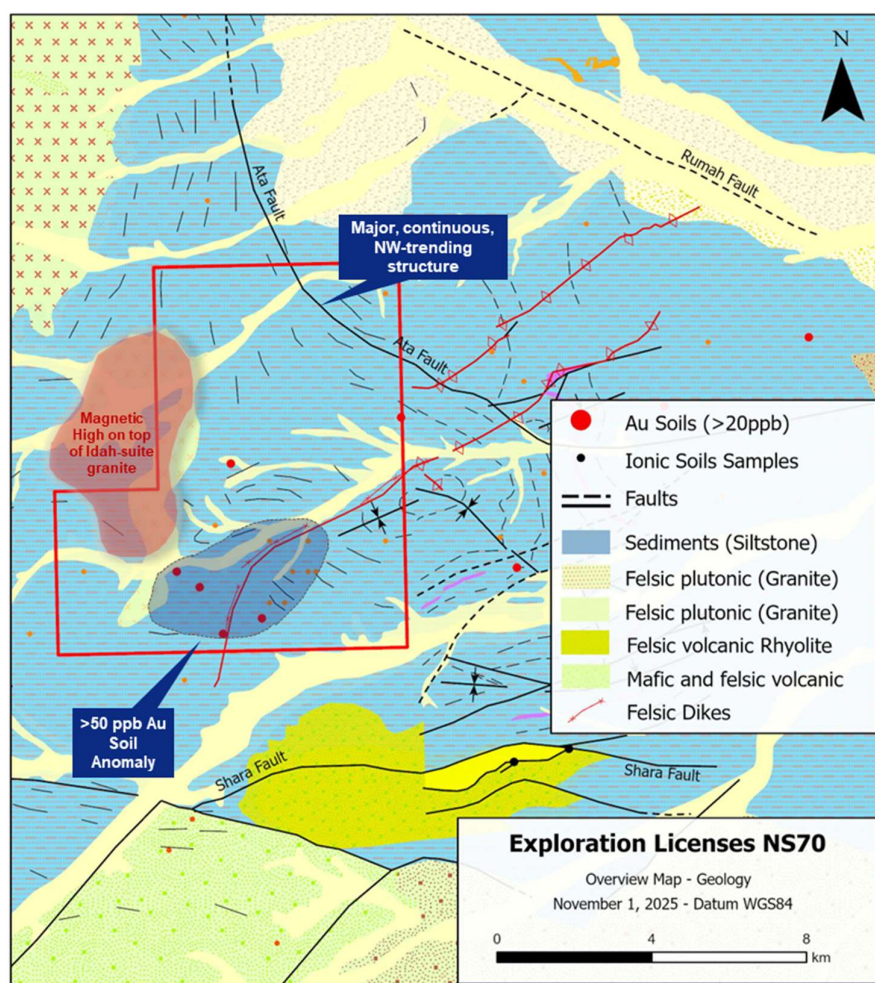 N
Rumah Fault
Ata Fault
Major, continuous,
NW-trending
structure
Ata Fault
Magnetic
High on top
of Idah-suite
granite
Au Soils (>20ppb)
Ionic Soils Samples
Faults
Sediments (Siltstone)
Felsic plutonic (Granite)
Felsic plutonic (Granite)
Felsic volcanic Rhyolite
Mafic and felsic volcanic
Felsic Dikes
>50 ppb Au
Soil
Anomaly
Shara Fault
Shara Fault
Exploration Licenses NS70
Overview Map - Geology
November 1, 2025 - Datum WGS84
0 4 8
km